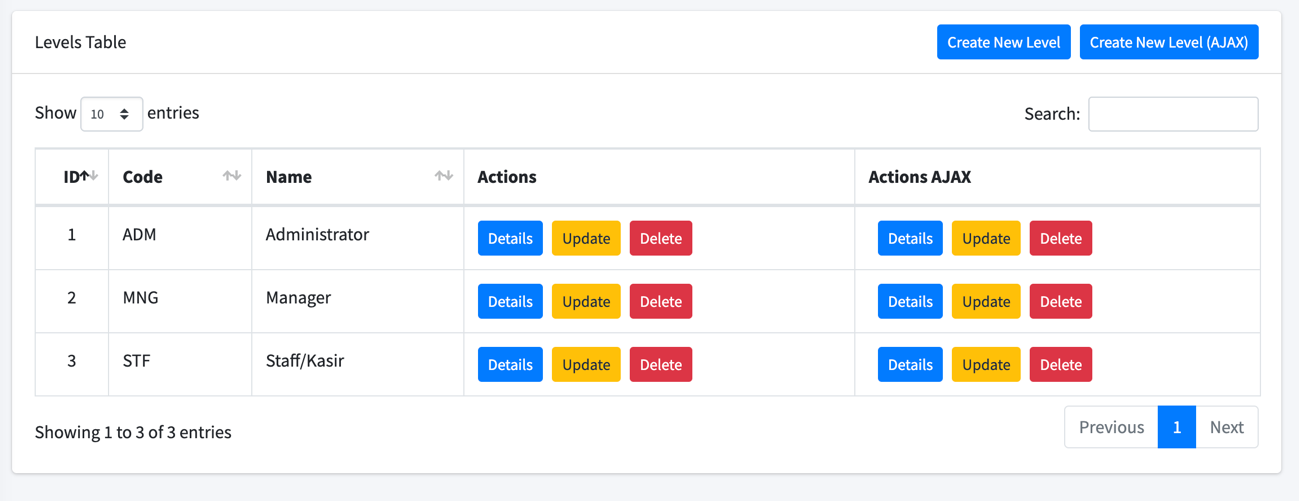 Levels Table Create New Level Create New Level (AJAX)
Show 10 entries Search:
ID Code Name Actions Actions AJAX
1 ADM Administrator Details Update Delete Details Update Delete
2 MNG Manager Details Update Delete Details Update Delete
3 STF Staff/Kasir Details Update Delete Details Update Delete
Showing 1 to 3 of 3 entries Previous 1 Next